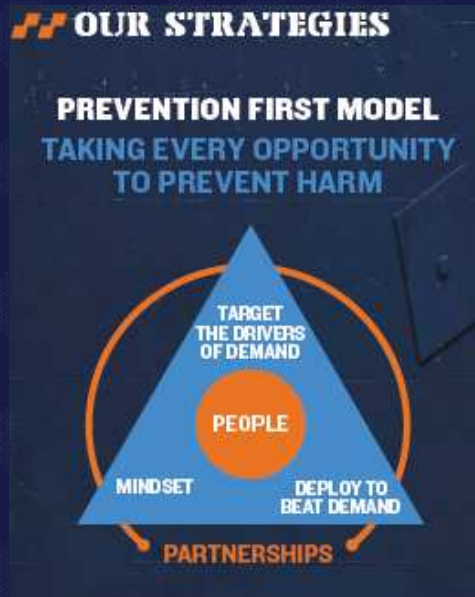 OUR STRATEGIES
PREVENTION FIRST MODEL
TAKING EVERY OPPORTUNITY
TO PREVENT HARM
TARGET
THE DRIVERS
OF DEMAND
PEOPLE
MINDSET
DEPLOY TO
BEAT DEMAND
PARTNERSHIPS